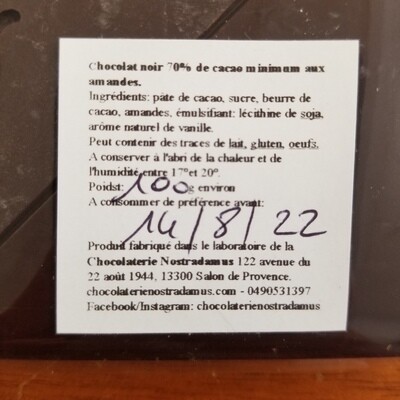 Chocolat noir 70% de cacao minimum aux
amandes.
Ingrédients: pate de cacao, sucre, beurre de
cacao, amandes, émulsifiant: lécithine de soja,
arôme naturel de vanille.
Peut contenir des traces de lait, gluten, oeufs.
A conserver à l'abri de la chaleur et de
l'humidité entre 17°et 20°.
Poidst: 100 g environ
A consommer de préférence avant:
14/8/22
Produit fabriqué dans le laboratoire de la
Chocolaterie Nostradamus 122 avenue du
22 août 1944, 13300 Salon de Provence.
chocolaterienostradamus.com - 0490531397
Facebook/Instagram: chocolaterienostradamus